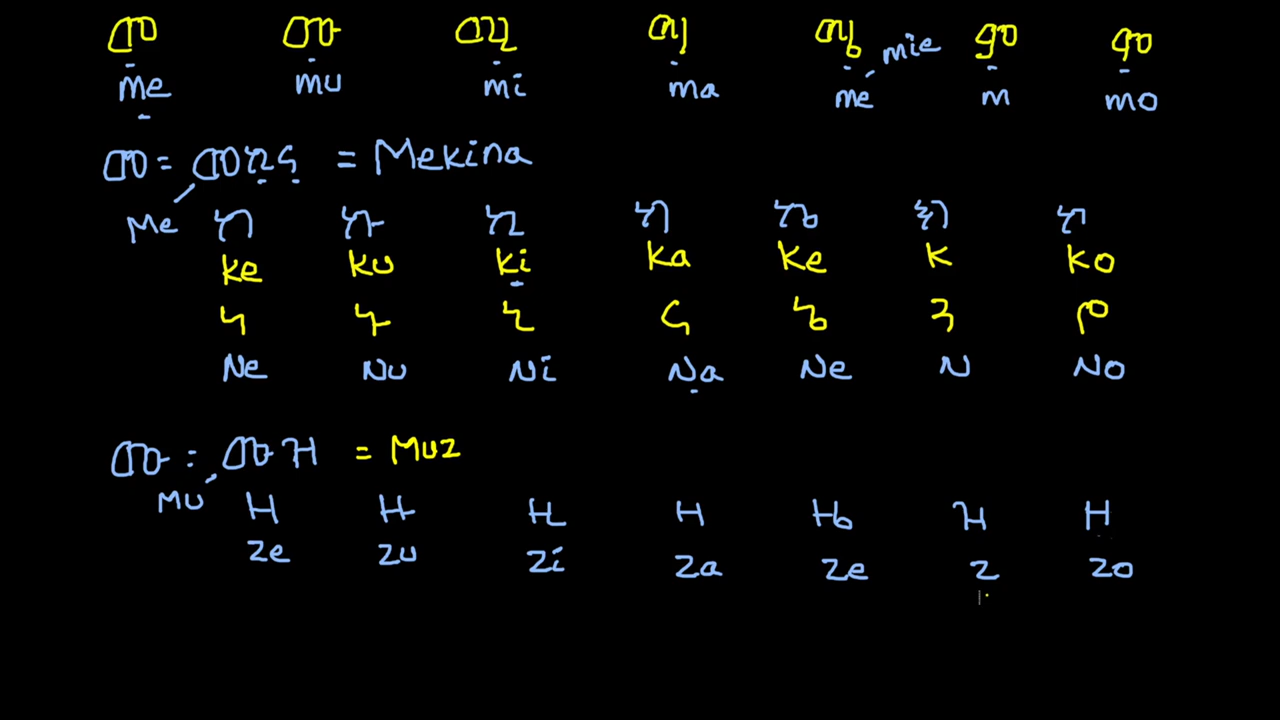 መ ሙ ሚ ማ ሜ ም ሞ
me mu mi ma me mie m mo
መ = መኪና = Mekina
Me
ከ ኩ ኪ ካ ኬ ክ ኮ
ke ku ki ka ke k ko
ነ ኑ ኒ ና ኔ ን ኖ
Ne Nu Ni Na Ne N No
ሙ : ሙዝ = Muz
Mu
ዘ ዙ ዚ ዛ ዜ ዝ ዞ
ze zu zi za ze z zo